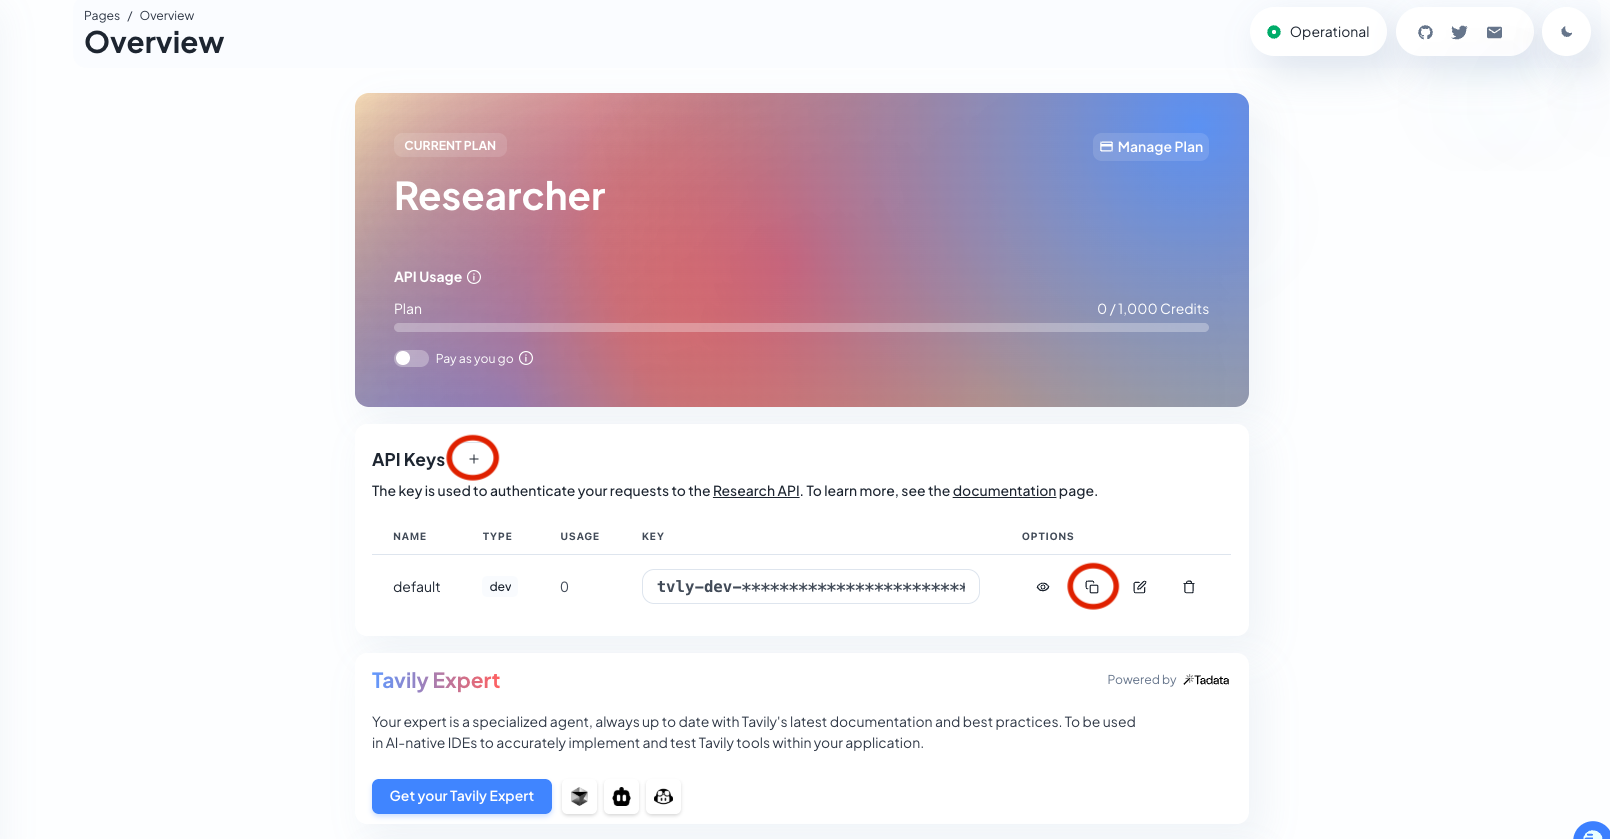 Pages / Overview
Overview
Operational
CURRENT PLAN
Manage Plan
Researcher
API Usage
Plan 0 / 1,000 Credits
Pay as you go
API Keys +
The key is used to authenticate your requests to the Research API. To learn more, see the documentation page.
NAME TYPE USAGE KEY OPTIONS
default dev 0 tvly-dev-************************
Tavily Expert
Powered by Tadata
Your expert is a specialized agent, always up to date with Tavily's latest documentation and best practices. To be used
in AI-native IDEs to accurately implement and test Tavily tools within your application.
Get your Tavily Expert